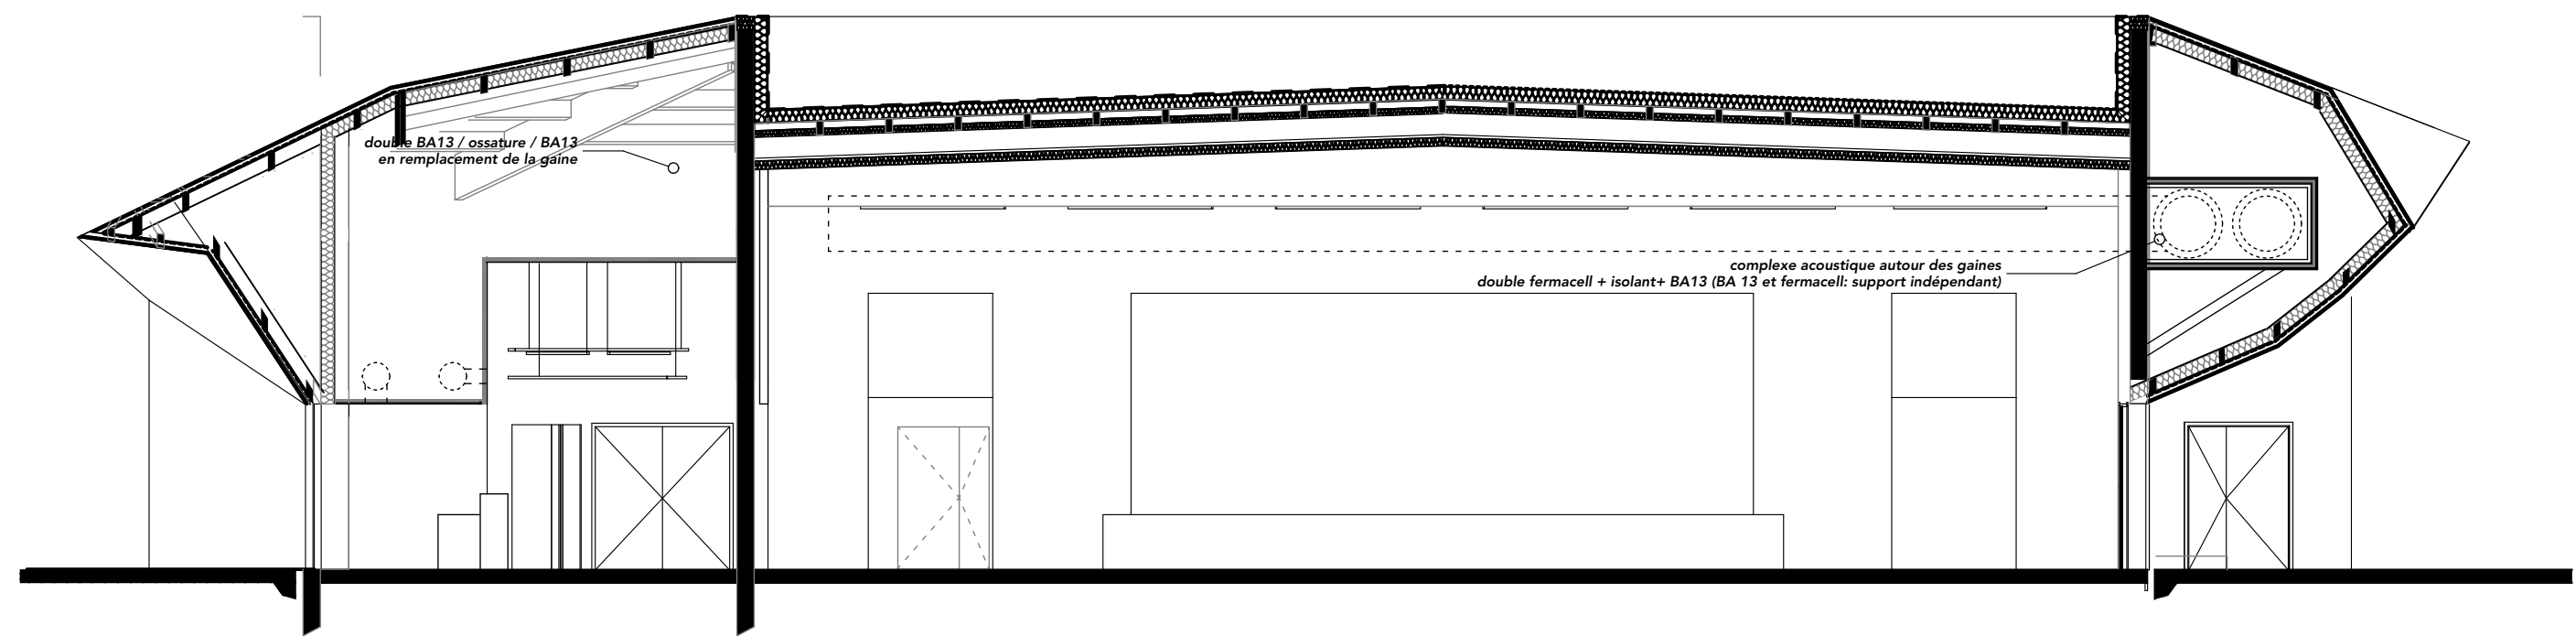 double BA13 / ossature / BA13
en remplacement de la gaine
complexe acoustique autour des gaines
double fermacell + isolant+ BA13 (BA 13 et fermacell: support indépendant)